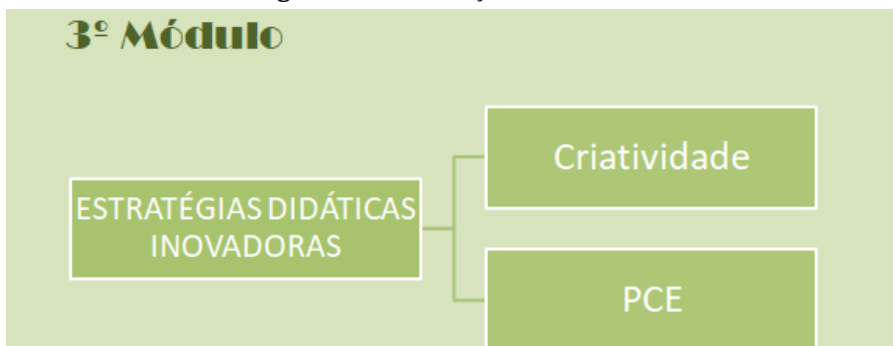 3º Módulo
ESTRATÉGIAS DIDÁTICAS
INOVADORAS
Criatividade
PCE